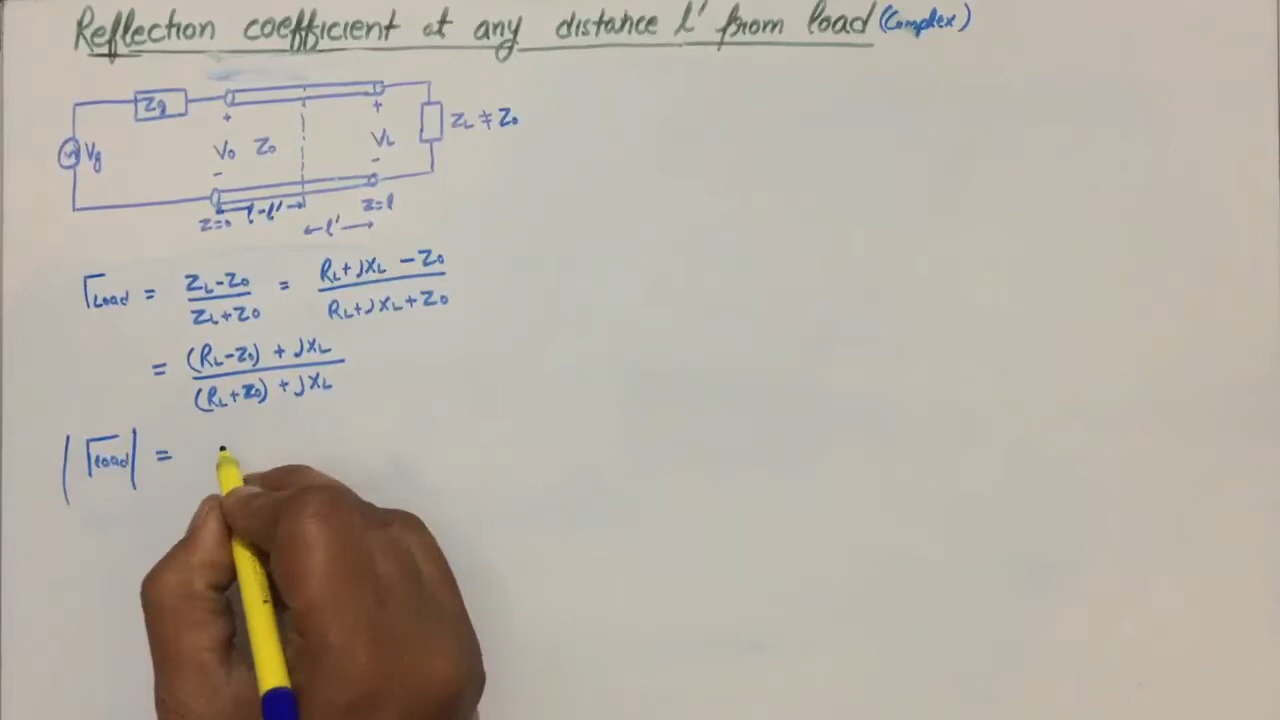 Reflection coefficient at any distance l' from load (Complex)
Zg
+ +
Vg V0 Z0 VL ZL ≠ Z0
- -
z=0 l-l' z=l
l'
ΓLoad = ZL-Z0 / ZL+Z0 = RL+jXL-Z0 / RL+jXL+Z0
= (RL-Z0)+jXL / (RL+Z0)+jXL
|ΓLoad| =